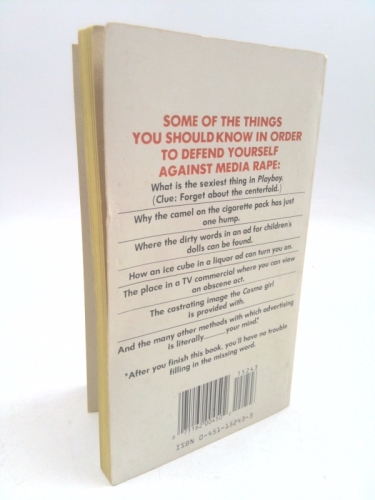 SOME OF THE THINGS
YOU SHOULD KNOW IN ORDER
TO DEFEND YOURSELF
AGAINST MEDIA RAPE:
What is the sexiest thing in Playboy.
(Clue: Forget about the centerfold.)
Why the camel on the cigarette pack has just
one hump.
Where the dirty words in an ad for children's
dolls can be found.
How an ice cube in a liquor ad can turn you on.
The place in a TV commercial where you can view
an obscene act.
The castrating image the Cosmo girl
is provided with.
And the many other methods with which advertising
is literally____your mind.*
*After you finish this book, you'll have no trouble
filling in the missing word.
ISBN 0-451-13243-3